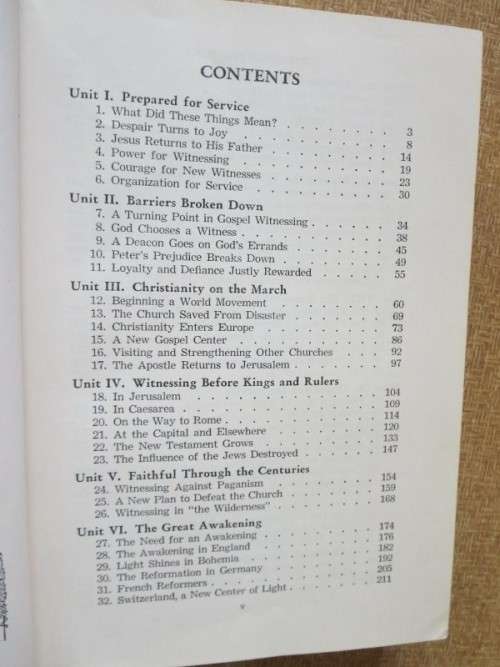 CONTENTS
Unit I. Prepared for Service
1. What Did These Things Mean? . . . . . . . . 3
2. Despair Turns to Joy . . . . . . . . . 8
3. Jesus Returns to His Father . . . . . . . . 14
4. Power for Witnessing . . . . . . . . . 19
5. Courage for New Witnesses . . . . . . . . 23
6. Organization for Service . . . . . . . . 30
Unit II. Barriers Broken Down
7. A Turning Point in Gospel Witnessing . . . . . . 34
8. God Chooses a Witness . . . . . . . . 38
9. A Deacon Goes on God's Errands . . . . . . 45
10. Peter's Prejudice Breaks Down . . . . . . . 49
11. Loyalty and Defiance Justly Rewarded . . . . . 55
Unit III. Christianity on the March
12. Beginning a World Movement . . . . . . . 60
13. The Church Saved From Disaster . . . . . . 69
14. Christianity Enters Europe . . . . . . . . 73
15. A New Gospel Center . . . . . . . . . 86
16. Visiting and Strengthening Other Churches . . . 92
17. The Apostle Returns to Jerusalem . . . . . . 97
Unit IV. Witnessing Before Kings and Rulers
18. In Jerusalem . . . . . . . . . . . 104
19. In Caesarea . . . . . . . . . . . 109
20. On the Way to Rome . . . . . . . . . 114
21. At the Capital and Elsewhere . . . . . . . 120
22. The New Testament Grows . . . . . . . . 133
23. The Influence of the Jews Destroyed . . . . . 147
Unit V. Faithful Through the Centuries
24. Witnessing Against Paganism . . . . . . . 154
25. A New Plan to Defeat the Church . . . . . . 159
26. Witnessing in "the Wilderness" . . . . . . . 168
Unit VI. The Great Awakening
27. The Need for an Awakening . . . . . . . 174
28. The Awakening in England . . . . . . . . 176
29. Light Shines in Bohemia . . . . . . . . 182
30. The Reformation in Germany . . . . . . . 192
31. French Reformers . . . . . . . . . . 205
32. Switzerland, a New Center of Light . . . . . . 211
v